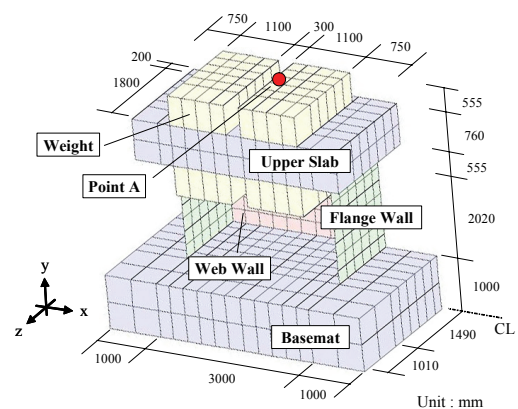 750
1100
300
1100
750
200
1800
555
760
555
2020
1000
Weight
Point A
Upper Slab
Flange Wall
Web Wall
Basemat
y
x
z
CL
1490
1010
1000
3000
1000
Unit : mm